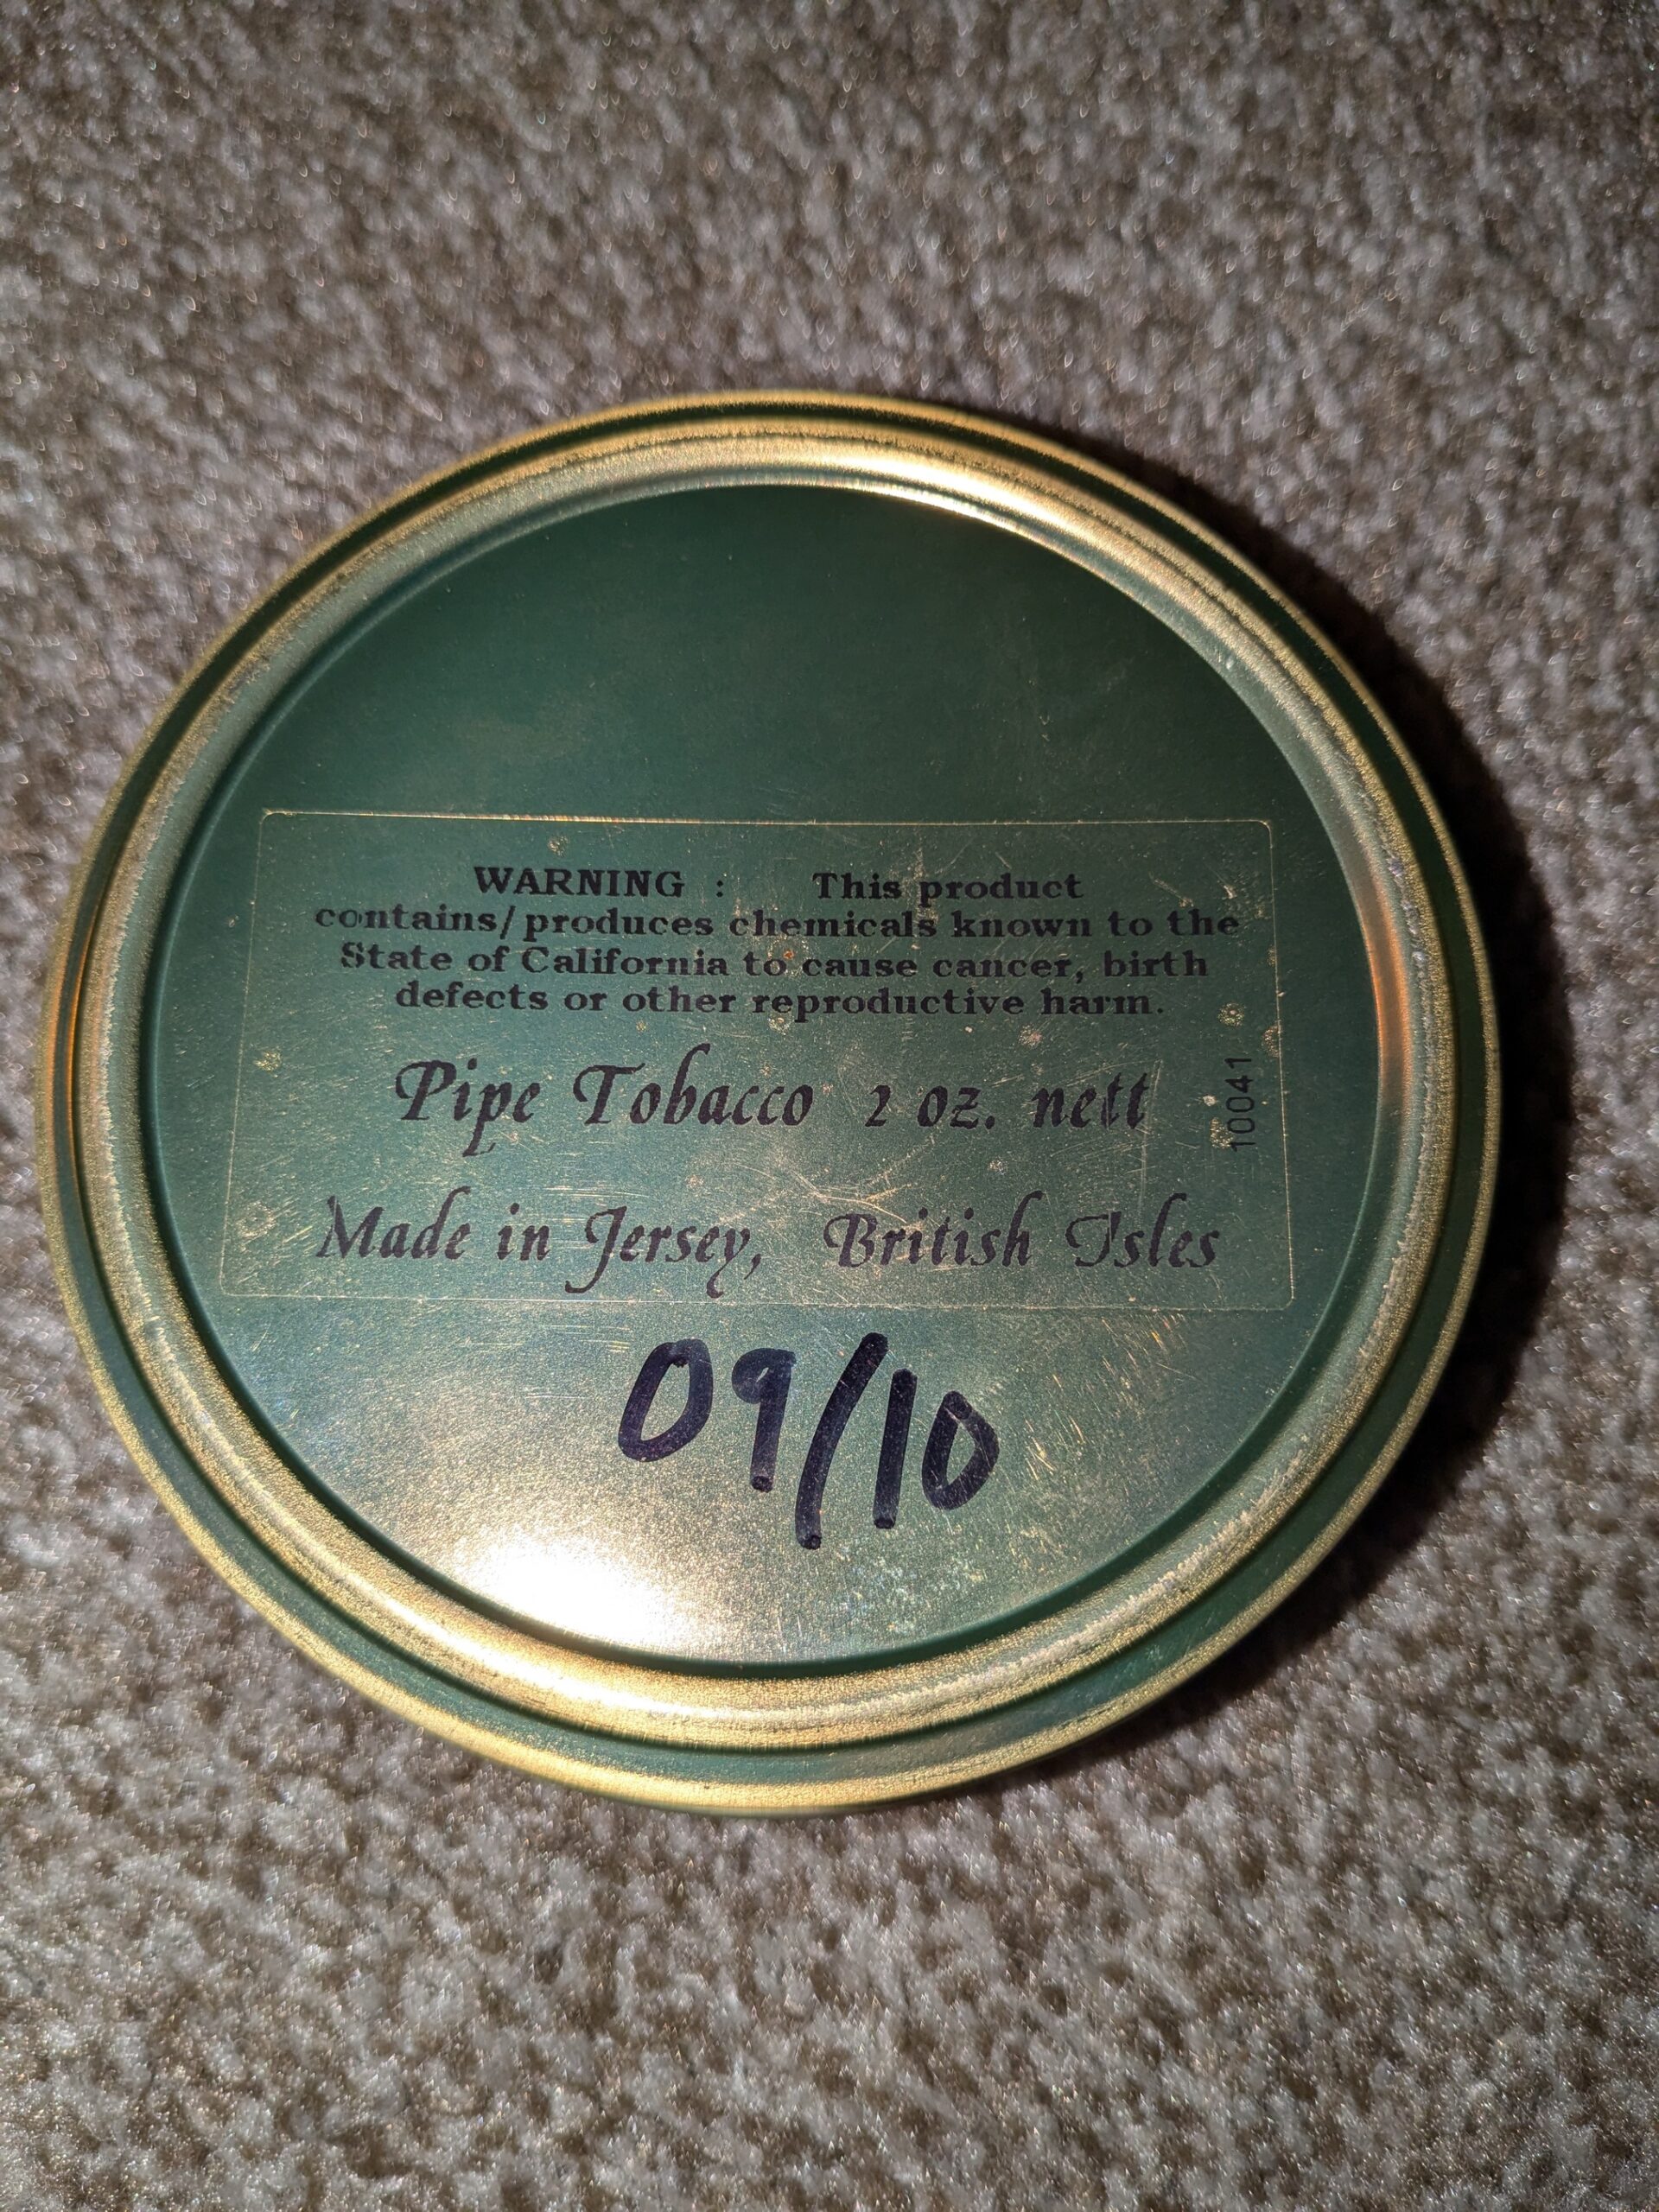 WARNING : This product
contains/produces chemicals known to the
State of California to cause cancer, birth
defects or other reproductive harm.
Pipe Tobacco 2 oz. nett
10041
Made in Jersey, British Isles
09/10